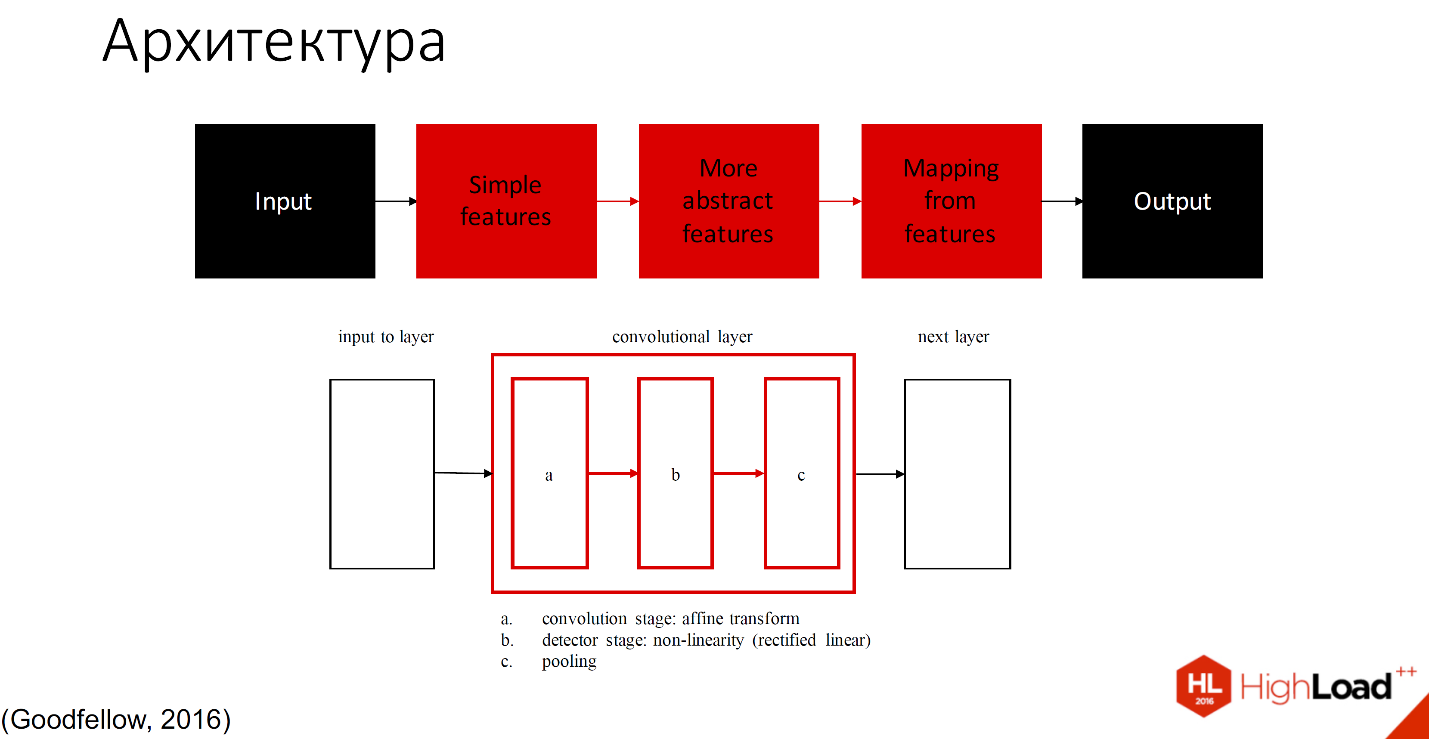 Архитектура
Input
Simple
features
More
abstract
features
Mapping
from
features
Output
input to layer
convolutional layer
next layer
a
b
c
a. convolution stage: affine transform
b. detector stage: non-linearity (rectified linear)
c. pooling
HL
2016
HighLoad++
(Goodfellow, 2016)